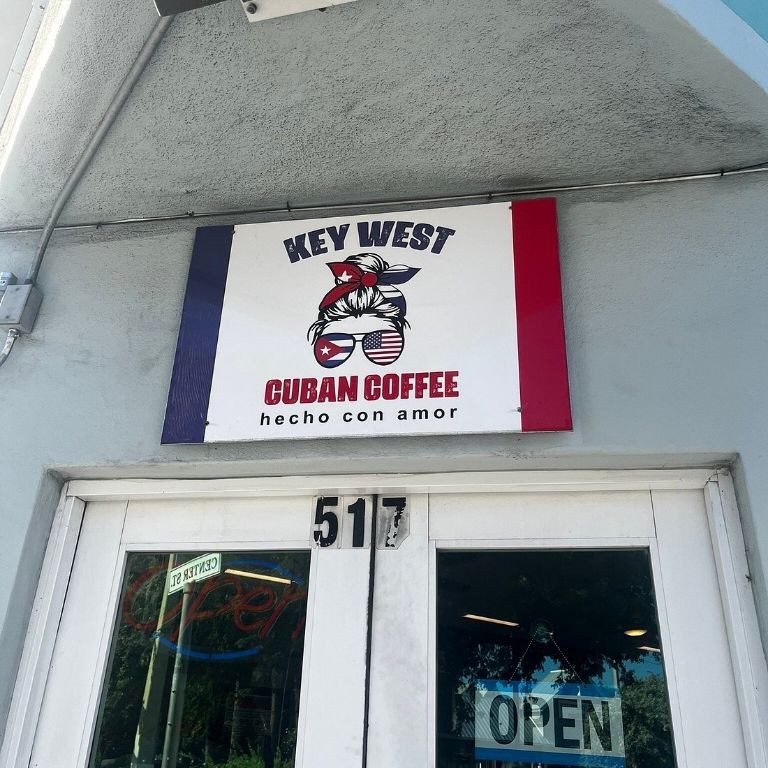 KEY WEST
CUBAN COFFEE
hecho con amor
517
CENTER ST.
Open
OPEN